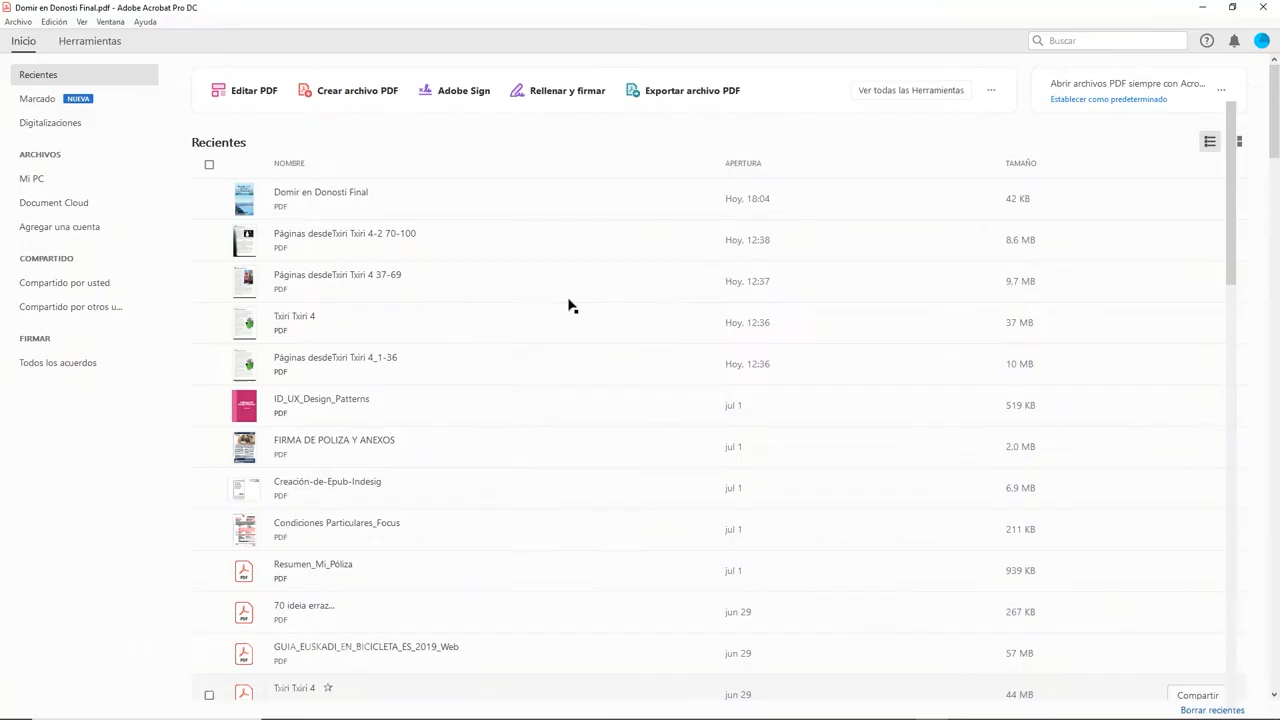 Domir en Donosti Final.pdf - Adobe Acrobat Pro DC
Archivo Edición Ver Ventana Ayuda
Inicio Herramientas
Buscar
Recientes
Marcado NUEVA
Digitalizaciones
ARCHIVOS
Mi PC
Document Cloud
Agregar una cuenta
COMPARTIDO
Compartido por usted
Compartido por otros u...
FIRMAR
Todos los acuerdos
Editar PDF Crear archivo PDF Adobe Sign Rellenar y firmar Exportar archivo PDF Ver todas las Herramientas ...
Abrir archivos PDF siempre con Acro... ...
Establecer como predeterminado
Recientes
NOMBRE APERTURA TAMAÑO
Domir en Donosti Final Hoy, 18:04 42 KB
PDF
Páginas desdeTxiri Txiri 4-2 70-100 Hoy, 12:38 8.6 MB
PDF
Páginas desdeTxiri Txiri 4 37-69 Hoy, 12:37 9.7 MB
PDF
Txiri Txiri 4 Hoy, 12:36 37 MB
PDF
Páginas desdeTxiri Txiri 4_1-36 Hoy, 12:36 10 MB
PDF
ID_UX_Design_Patterns jul 1 519 KB
PDF
FIRMA DE POLIZA Y ANEXOS jul 1 2,0 MB
PDF
Creación-de-Epub-Indesig jul 1 6,9 MB
PDF
Condiciones Particulares_Focus jul 1 211 KB
PDF
Resumen_Mi_Póliza jul 1 939 KB
PDF
70 ideia erraz... jun 29 267 KB
PDF
GUIA_EUSKADI_EN_BICICLETA_ES_2019_Web jun 29 57 MB
PDF
Txiri Txiri 4 jun 29 44 MB
Compartir
Borrar recientes